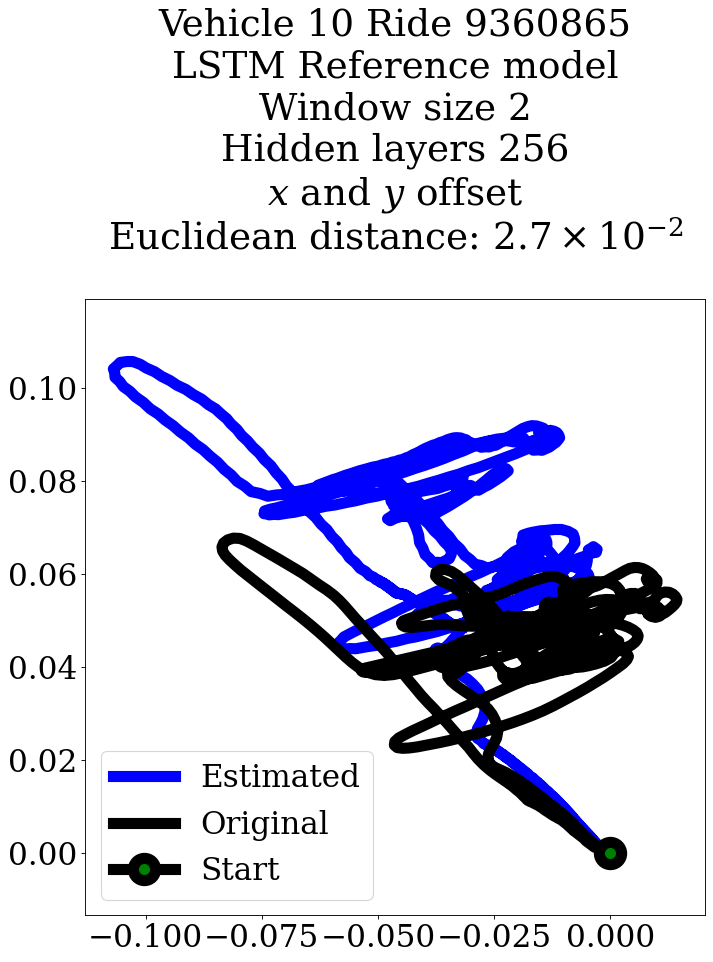 Vehicle 10 Ride 9360865
LSTM Reference model
Window size 2
Hidden layers 256
x and y offset
Euclidean distance: 2.7 × 10⁻²
0.10
0.08
0.06
0.04
0.02
0.00
Estimated
Original
Start
−0.100 −0.075 −0.050 −0.025 0.000